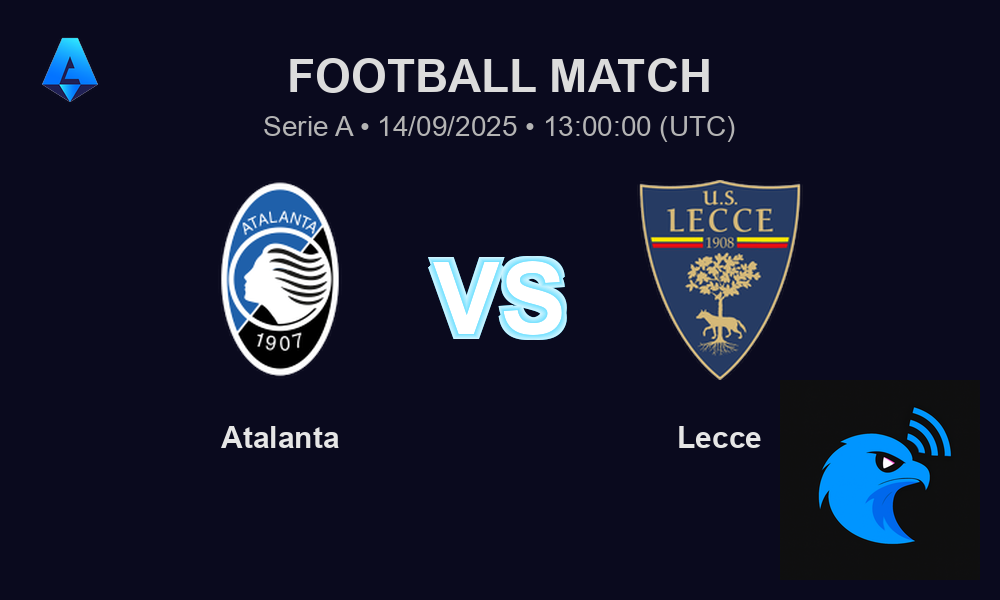 FOOTBALL MATCH
Serie A • 14/09/2025 • 13:00:00 (UTC)
ATALANTA
1907
VS
U.S.
LECCE
1908
Atalanta
Lecce